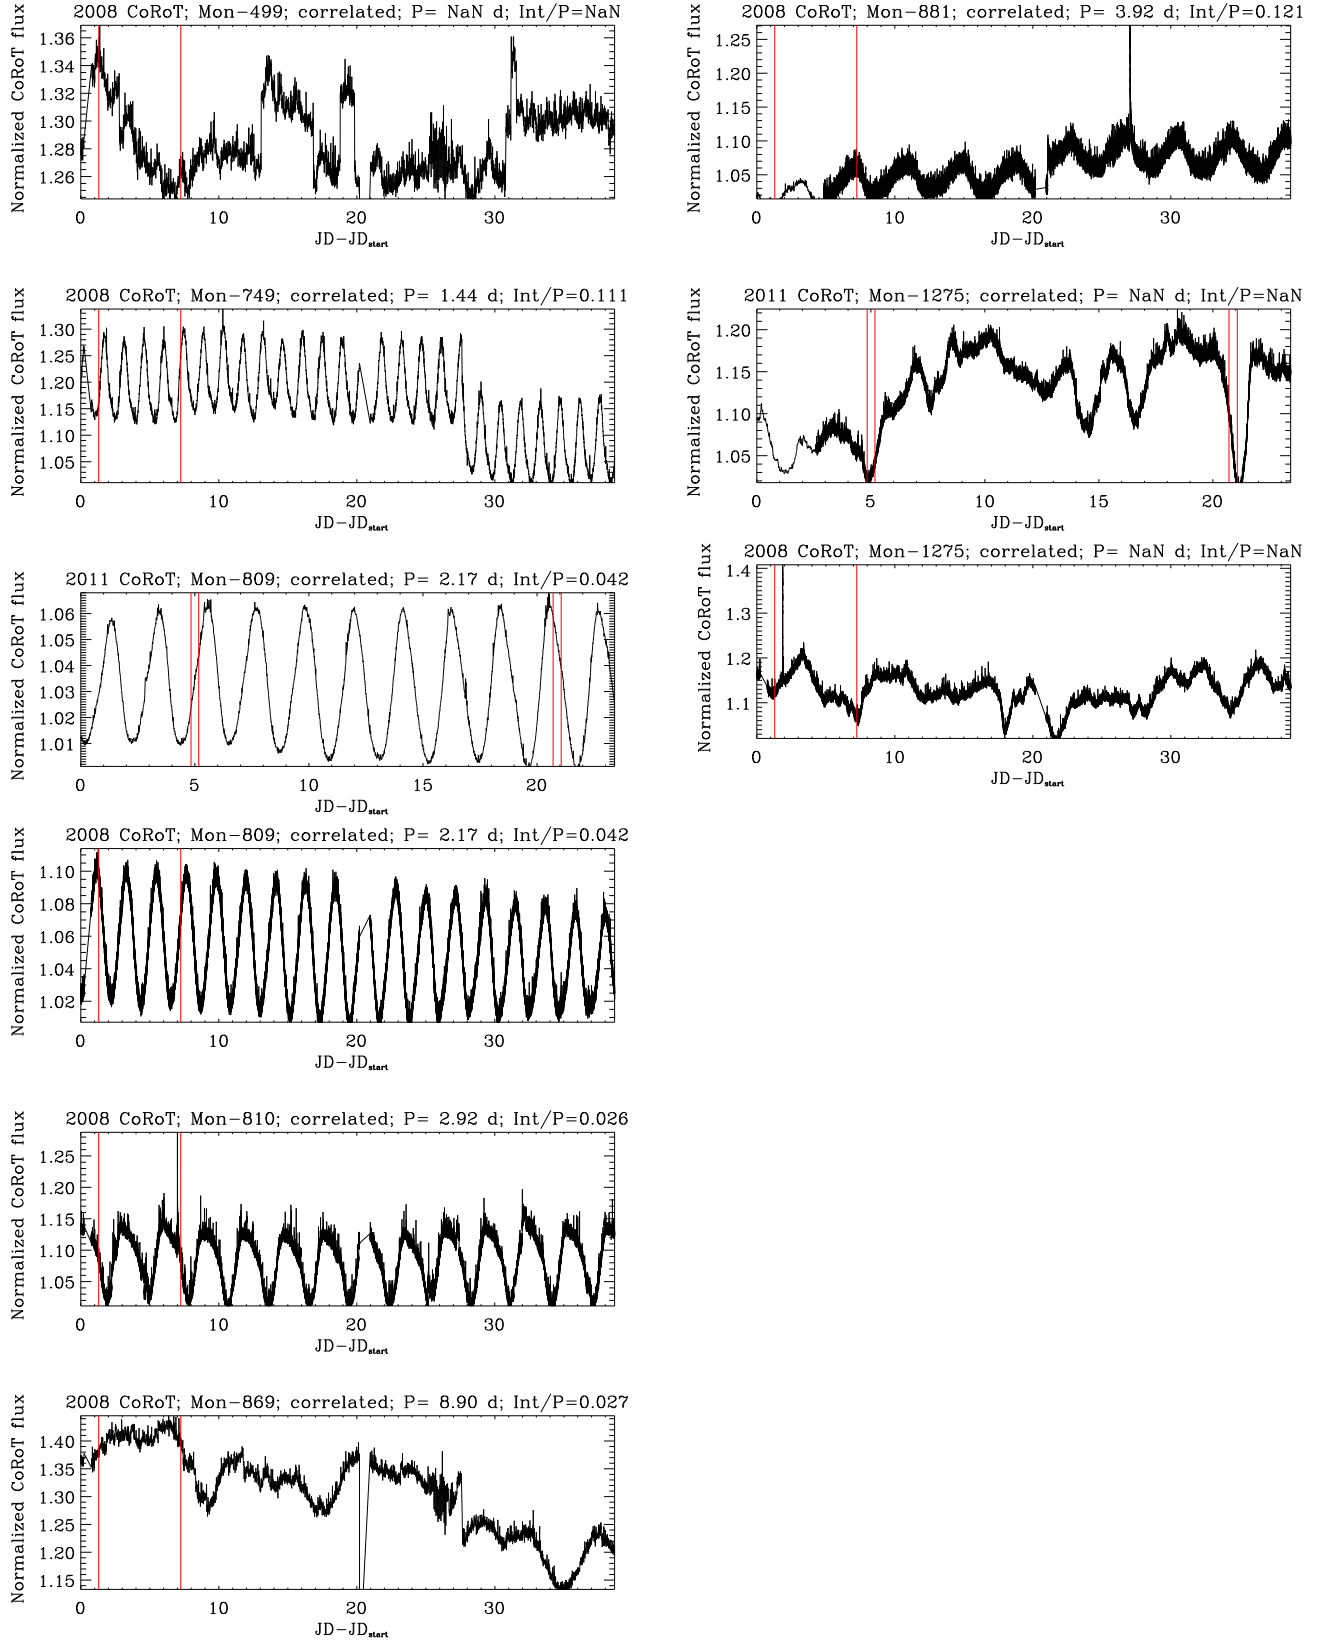 2008 CoRoT; Mon−499; correlated; P= NaN d; Int/P=NaN
Normalized CoRoT flux
1.36
1.34
1.32
1.30
1.28
1.26
0 10 20 30
JD−JDstart
2008 CoRoT; Mon−749; correlated; P= 1.44 d; Int/P=0.111
Normalized CoRoT flux
1.30
1.25
1.20
1.15
1.10
1.05
0 10 20 30
JD−JDstart
2011 CoRoT; Mon−809; correlated; P= 2.17 d; Int/P=0.042
Normalized CoRoT flux
1.06
1.05
1.04
1.03
1.02
1.01
0 5 10 15 20
JD−JDstart
2008 CoRoT; Mon−809; correlated; P= 2.17 d; Int/P=0.042
Normalized CoRoT flux
1.10
1.08
1.06
1.04
1.02
0 10 20 30
JD−JDstart
2008 CoRoT; Mon−810; correlated; P= 2.92 d; Int/P=0.026
Normalized CoRoT flux
1.25
1.20
1.15
1.10
1.05
0 10 20 30
JD−JDstart
2008 CoRoT; Mon−869; correlated; P= 8.90 d; Int/P=0.027
Normalized CoRoT flux
1.40
1.35
1.30
1.25
1.20
1.15
0 10 20 30
JD−JDstart
2008 CoRoT; Mon−881; correlated; P= 3.92 d; Int/P=0.121
Normalized CoRoT flux
1.25
1.20
1.15
1.10
1.05
0 10 20 30
JD−JDstart
2011 CoRoT; Mon−1275; correlated; P= NaN d; Int/P=NaN
Normalized CoRoT flux
1.20
1.15
1.10
1.05
0 5 10 15 20
JD−JDstart
2008 CoRoT; Mon−1275; correlated; P= NaN d; Int/P=NaN
Normalized CoRoT flux
1.4
1.3
1.2
1.1
0 10 20 30
JD−JDstart